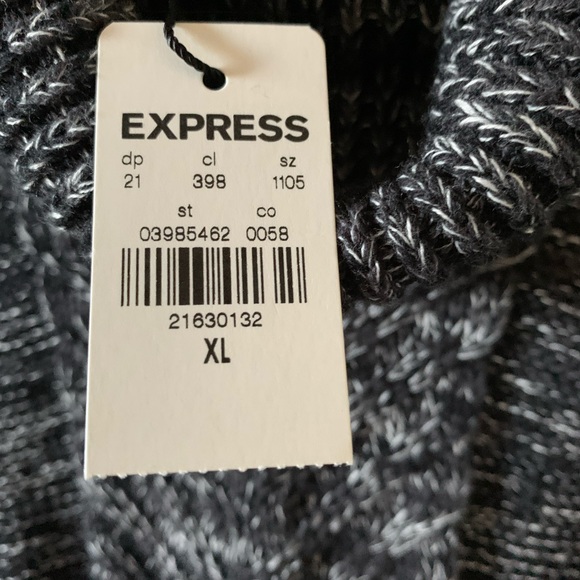 EXPRESS
dp cl sz
21 398 1105
st co
03985462 0058
21630132
XL